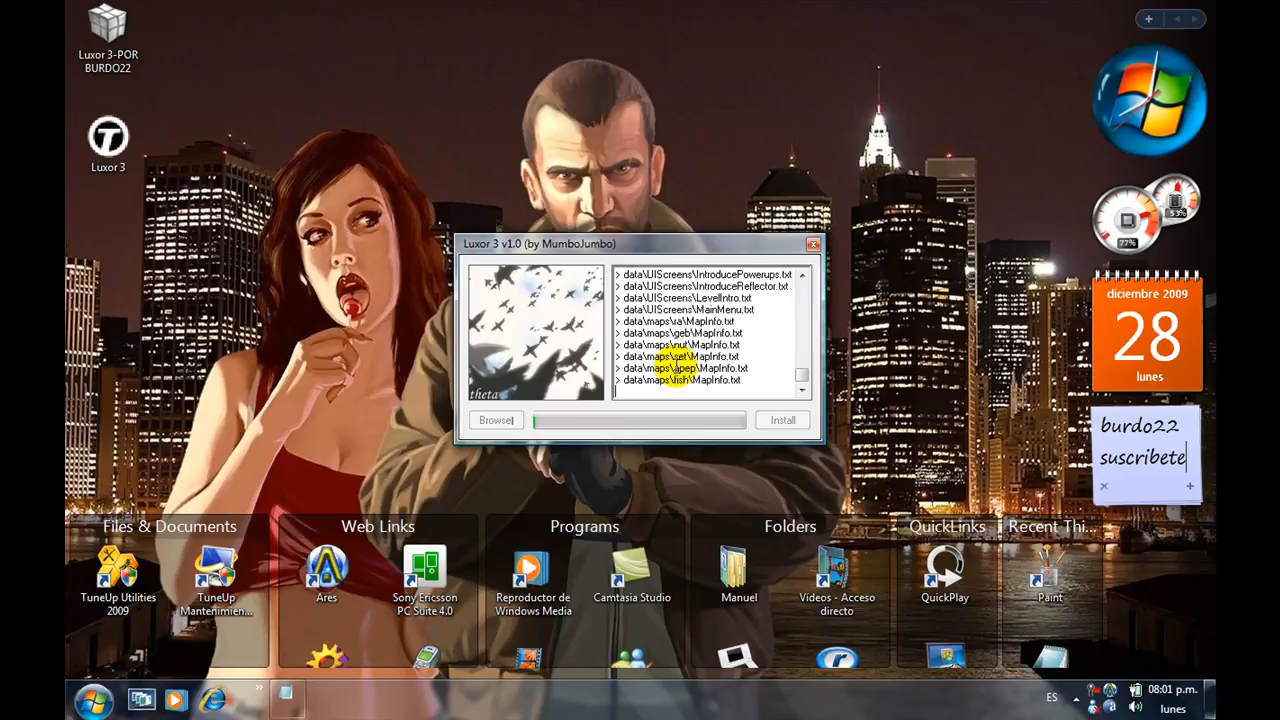 Luxor 3-POR
BURDO22
T
Luxor 3
Luxor 3 v1.0 (by MumboJumbo)
> data\UIScreens\IntroducePowerups.txt
> data\UIScreens\IntroduceReflector.txt
> data\UIScreens\LevelIntro.txt
> data\UIScreens\MainMenu.txt
> data\maps\a\MapInfo.txt
> data\maps\geb\MapInfo.txt
> data\maps\nut\MapInfo.txt
> data\maps\set\MapInfo.txt
> data\maps\apep\MapInfo.txt
> data\maps\fish\MapInfo.txt
theta
Browse
Install
53%
77%
diciembre 2009
28
lunes
burdo22
suscribete
Files & Documents
Web Links
Programs
Folders
QuickLinks
Recent Thi...
TuneUp Utilities
2009
TuneUp
Mantenimien...
Ares
Sony Ericsson
PC Suite 4.0
Reproductor de
Windows Media
Camtasia Studio
Manuel
Videos - Acceso
directo
QuickPlay
Paint
ES
08:01 p.m.
lunes